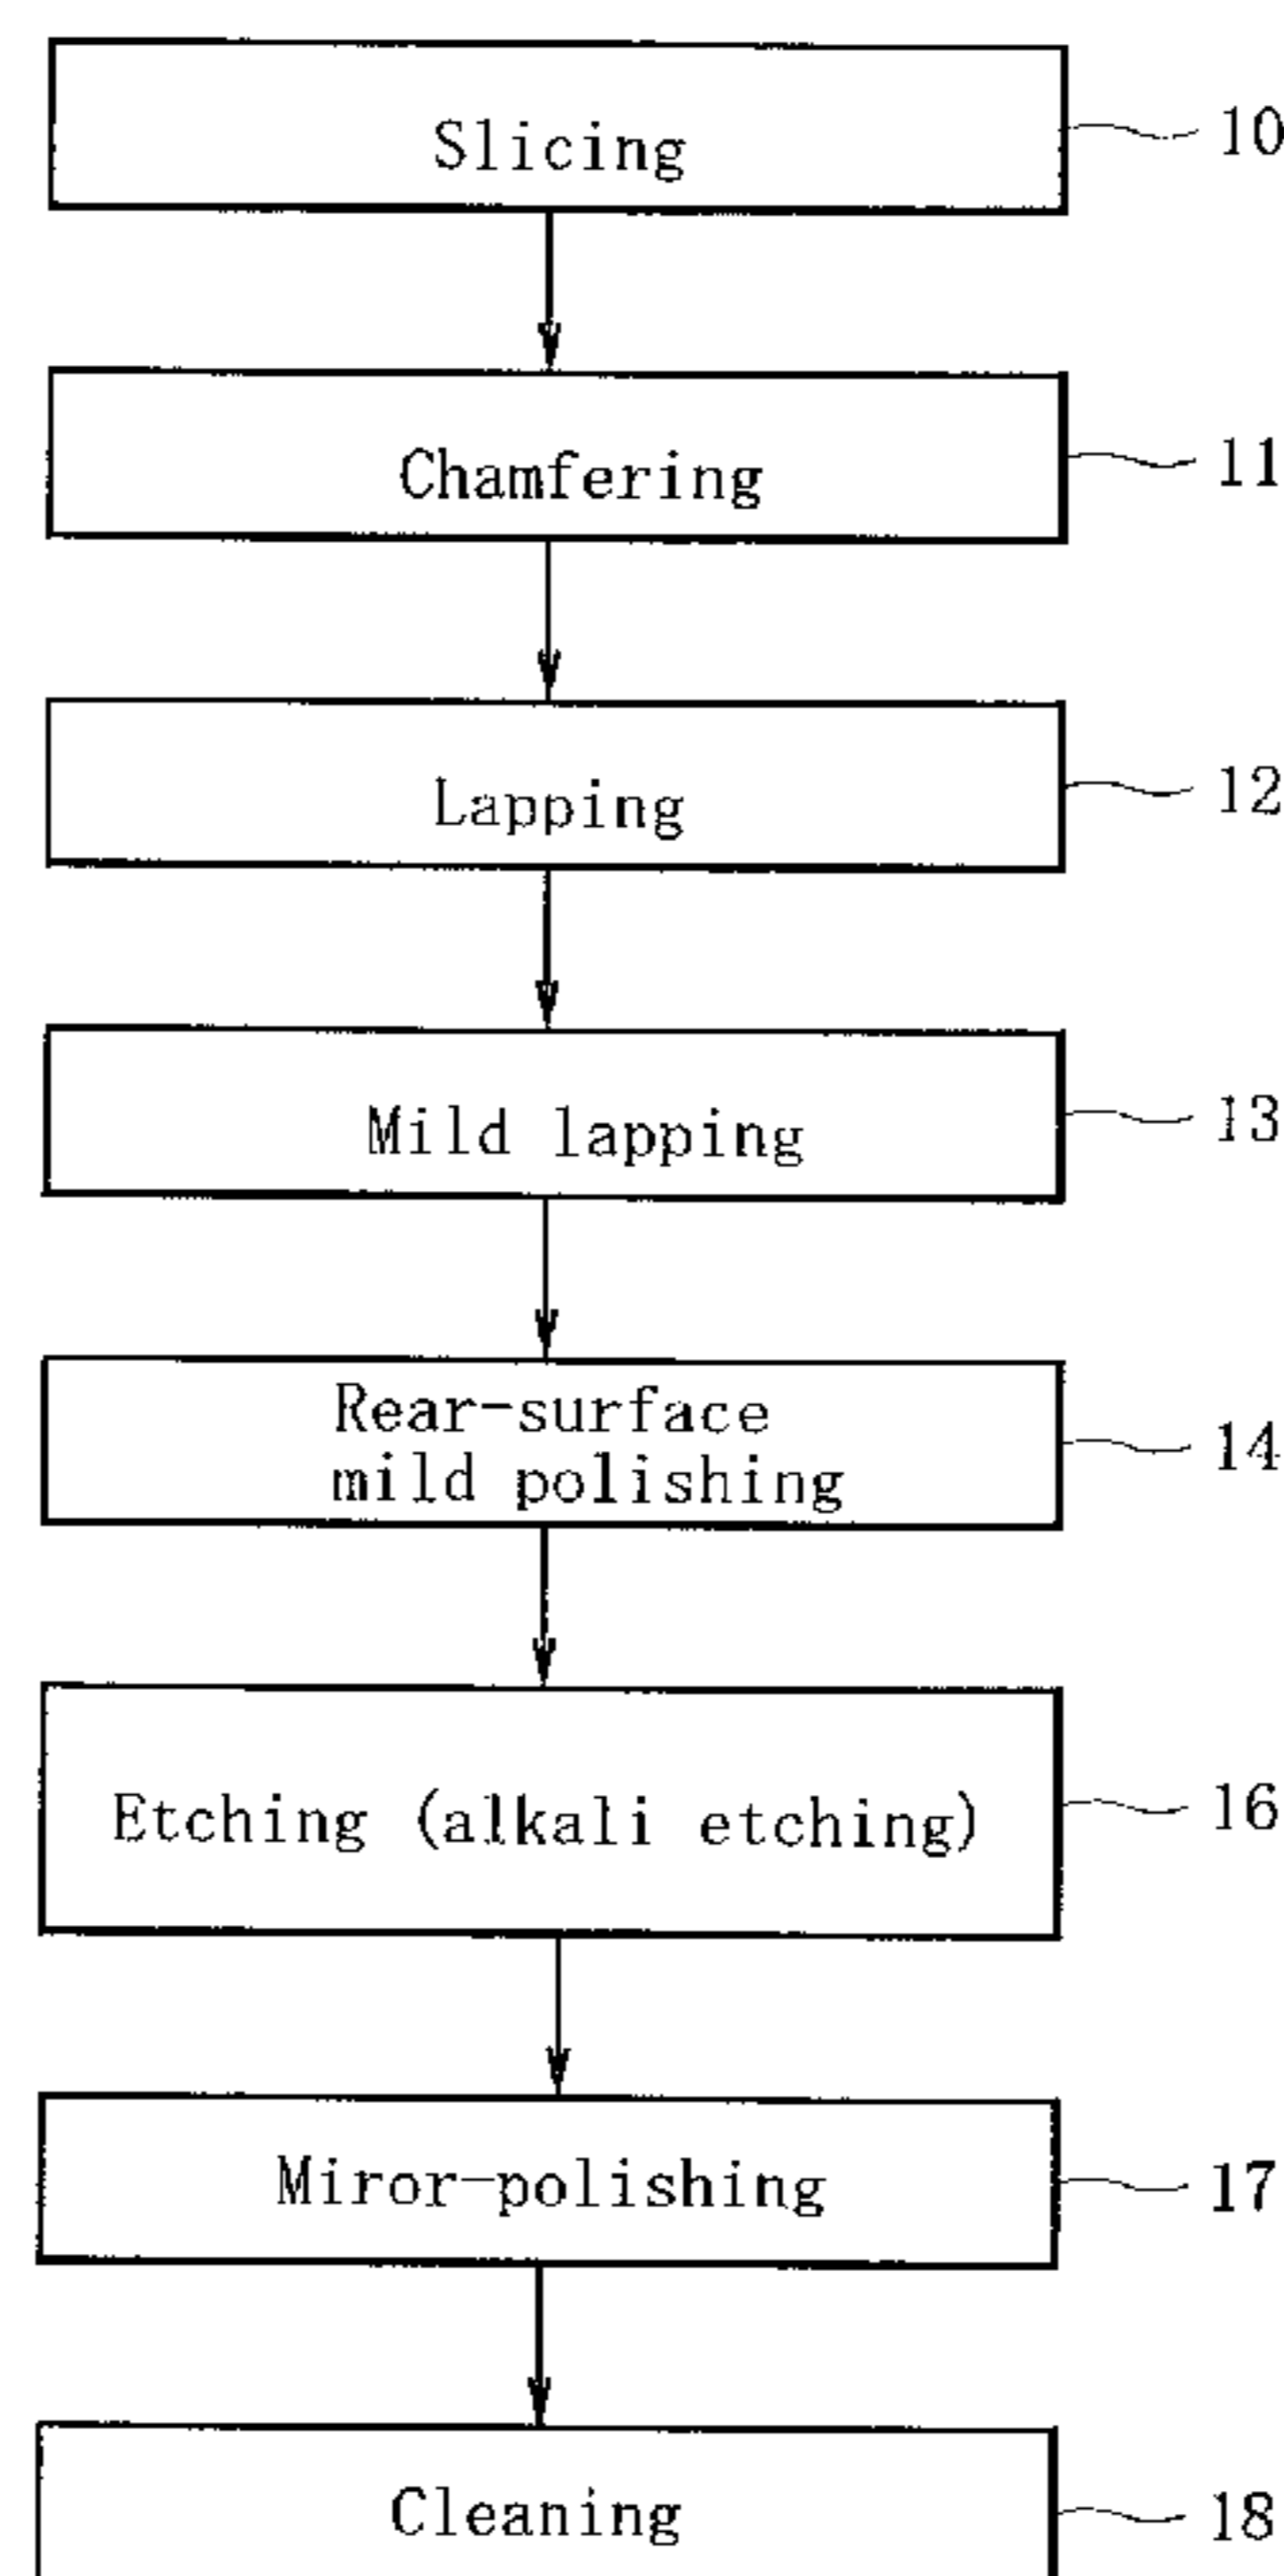 Slicing
10
Chamfering
11
Lapping
12
Mild lapping
13
Rear-surface
mild polishing
14
Etching (alkali etching)
16
Miror-polishing
17
Cleaning
18